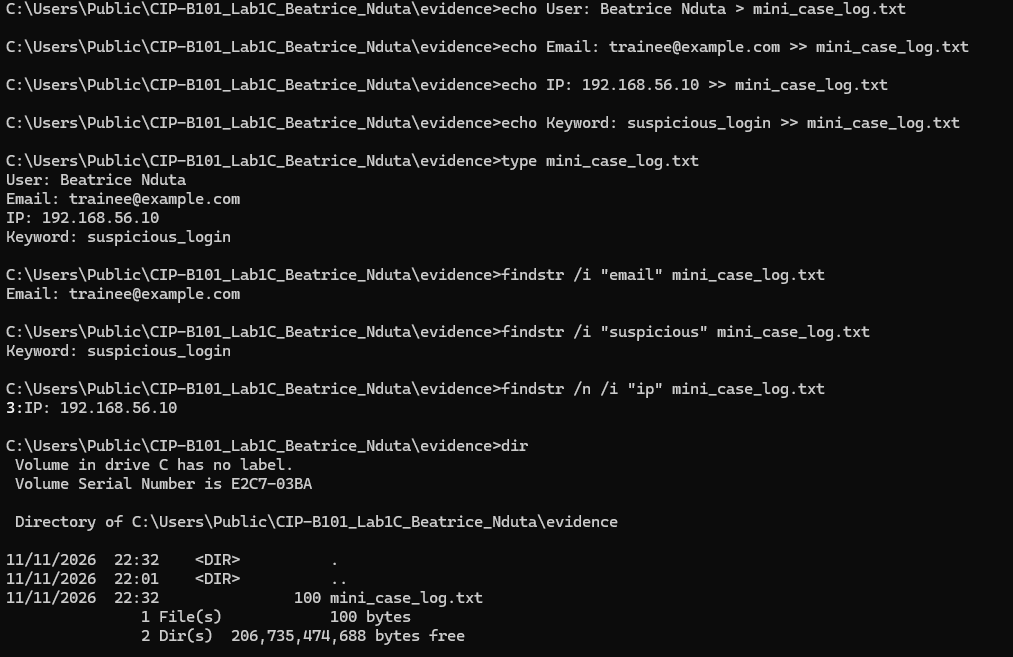 C:\Users\Public\CIP-B101_Lab1C_Beatrice_Nduta\evidence>echo User: Beatrice Nduta > mini_case_log.txt
C:\Users\Public\CIP-B101_Lab1C_Beatrice_Nduta\evidence>echo Email: trainee@example.com >> mini_case_log.txt
C:\Users\Public\CIP-B101_Lab1C_Beatrice_Nduta\evidence>echo IP: 192.168.56.10 >> mini_case_log.txt
C:\Users\Public\CIP-B101_Lab1C_Beatrice_Nduta\evidence>echo Keyword: suspicious_login >> mini_case_log.txt
C:\Users\Public\CIP-B101_Lab1C_Beatrice_Nduta\evidence>type mini_case_log.txt
User: Beatrice Nduta
Email: trainee@example.com
IP: 192.168.56.10
Keyword: suspicious_login
C:\Users\Public\CIP-B101_Lab1C_Beatrice_Nduta\evidence>findstr /i "email" mini_case_log.txt
Email: trainee@example.com
C:\Users\Public\CIP-B101_Lab1C_Beatrice_Nduta\evidence>findstr /i "suspicious" mini_case_log.txt
Keyword: suspicious_login
C:\Users\Public\CIP-B101_Lab1C_Beatrice_Nduta\evidence>findstr /n /i "ip" mini_case_log.txt
3:IP: 192.168.56.10
C:\Users\Public\CIP-B101_Lab1C_Beatrice_Nduta\evidence>dir
 Volume in drive C has no label.
 Volume Serial Number is E2C7-03BA
 Directory of C:\Users\Public\CIP-B101_Lab1C_Beatrice_Nduta\evidence
11/11/2026  22:32    <DIR>          .
11/11/2026  22:01    <DIR>          ..
11/11/2026  22:32               100 mini_case_log.txt
               1 File(s)            100 bytes
               2 Dir(s)  206,735,474,688 bytes free